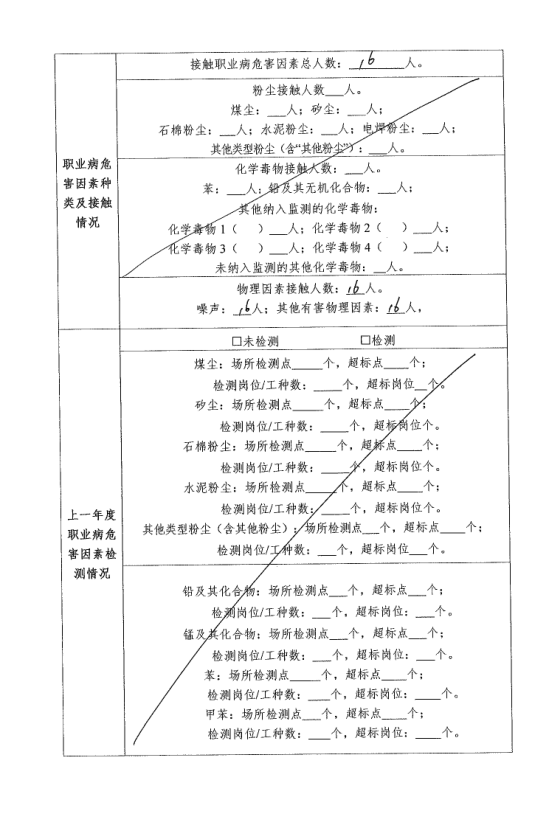 职业病危害因素种类及接触情况
接触职业病危害因素总人数：16人。
粉尘接触人数___人。
煤尘：___人；矽尘：___人；
石棉粉尘：___人；水泥粉尘：___人；电焊粉尘：___人；
其他类型粉尘（含“其他粉尘”）：___人。
化学毒物接触人数：___人。
苯：___人；铅及其无机化合物：___人；
其他纳入监测的化学毒物：
化学毒物1（ ）___人；化学毒物2（ ）___人；
化学毒物3（ ）___人；化学毒物4（ ）___人；
未纳入监测的其他化学毒物：__人。
物理因素接触人数：16人。
噪声：16人；其他有害物理因素：16人，
上一年度职业病危害因素检测情况
□未检测 □检测
煤尘：场所检测点____个，超标点___个；
检测岗位/工种数：____个，超标岗位__个。
矽尘：场所检测点____个，超标点___个；
检测岗位/工种数：____个，超标岗位个。
石棉粉尘：场所检测点____个，超标点___个；
检测岗位/工种数：____个，超标岗位个。
水泥粉尘：场所检测点____个，超标点___个；
检测岗位/工种数：____个，超标岗位个。
其他类型粉尘（含其他粉尘）：场所检测点__个，超标点___个；
检测岗位/工种数：___个，超标岗位___个。
铅及其化合物：场所检测点__个，超标点__个；
检测岗位/工种数：___个，超标岗位：___个。
锰及其化合物：场所检测点__个，超标点__个；
检测岗位/工种数：___个，超标岗位：___个。
苯：场所检测点____个，超标点____个；
检测岗位/工种数：___个，超标岗位：____个。
甲苯：场所检测点___个，超标点____个；
检测岗位/工种数：___个，超标岗位：____个。